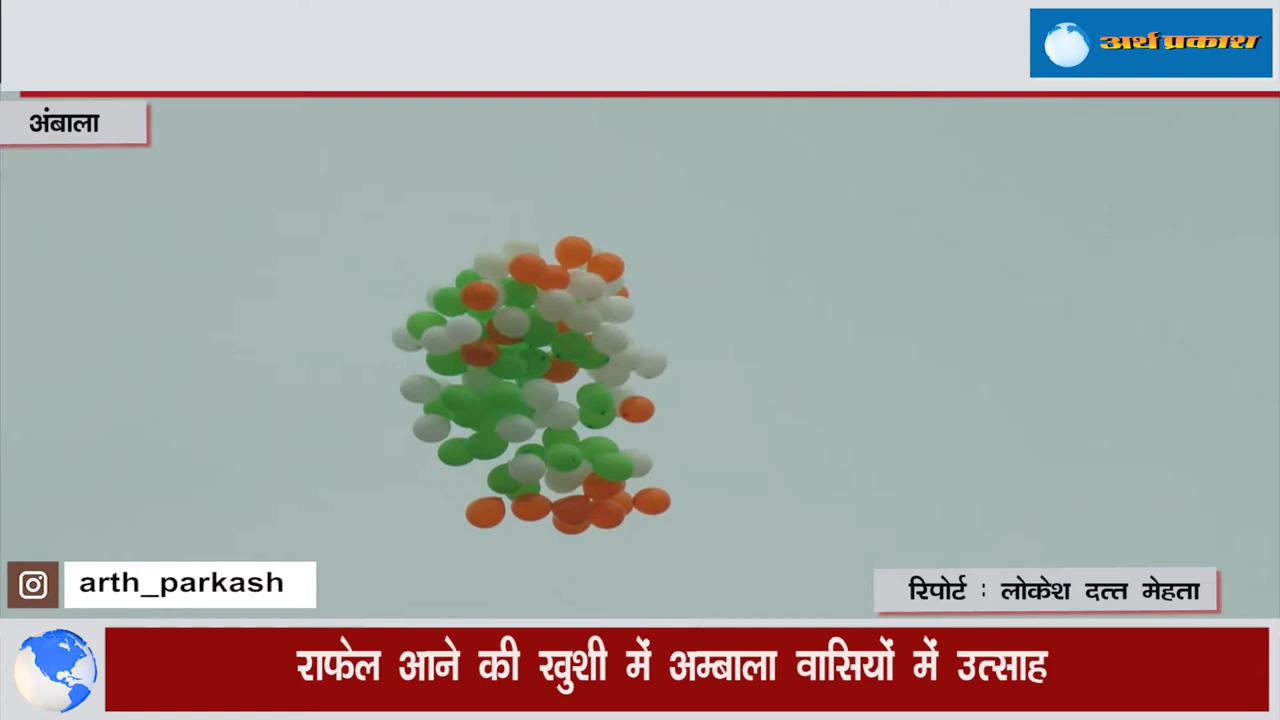 अर्थ प्रकाश
अंबाला
arth_parkash
रिपोर्ट : लोकेश दत्त मेहता
राफेल आने की खुशी में अम्बाला वासियों में उत्साह